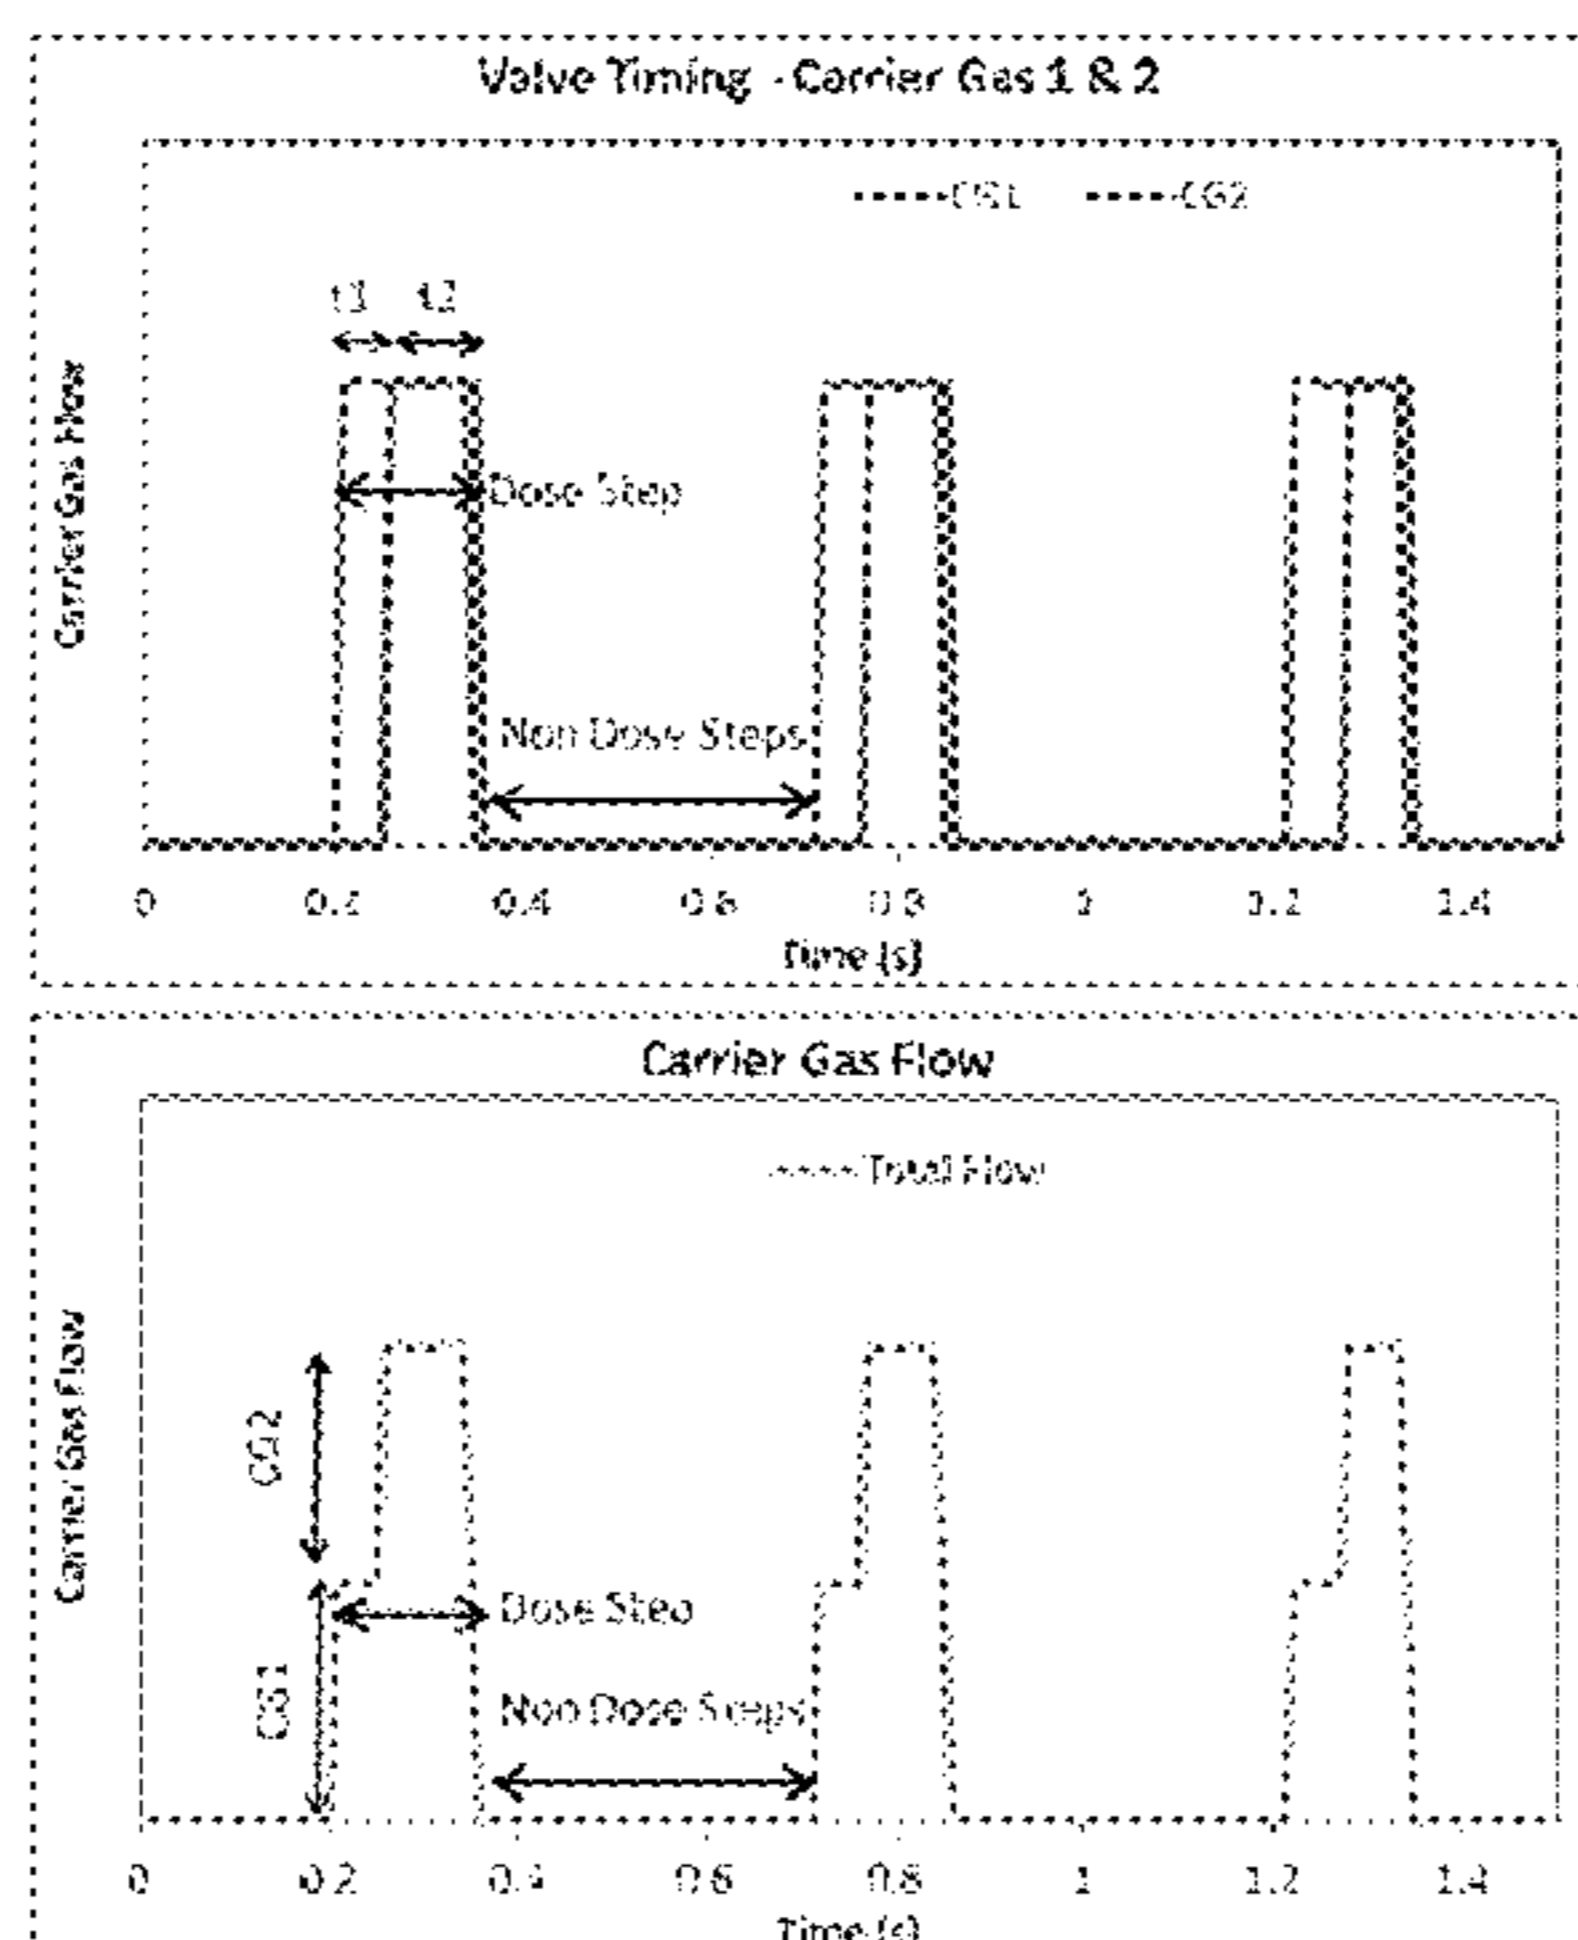 Valve Timing - Carrier Gas 1 & 2
CG1 CG2
t1 t2
Carrier Gas Flow
Dose Step
Non Dose Steps
0 0.2 0.4 0.6 0.8 1 1.2 1.4
Time (s)
Carrier Gas Flow
Total Flow
Carrier Gas Flow
CG2
Dose Step
CG1
Non Dose Steps
0 0.2 0.4 0.6 0.8 1 1.2 1.4
Time (s)